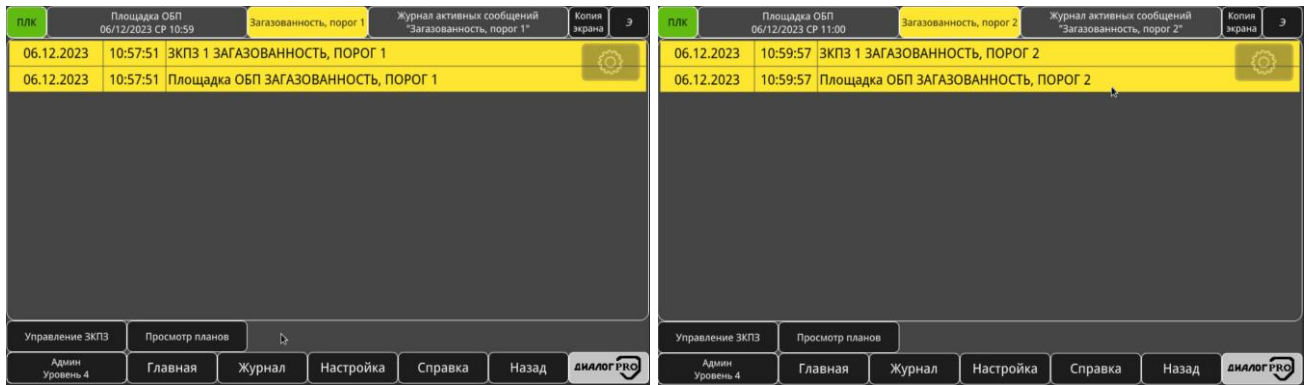 ПЛК
Площадка ОБП
06/12/2023 СР 10:59
Загазованность, порог 1
Журнал активных сообщений
"Загазованность, порог 1"
Копия
экрана
Э
06.12.2023 10:57:51 ЗКПЗ 1 ЗАГАЗОВАННОСТЬ, ПОРОГ 1
06.12.2023 10:57:51 Площадка ОБП ЗАГАЗОВАННОСТЬ, ПОРОГ 1
Управление ЗКПЗ
Просмотр планов
Админ
Уровень 4
Главная
Журнал
Настройка
Справка
Назад
ДИАЛОГ PRO
ПЛК
Площадка ОБП
06/12/2023 СР 11:00
Загазованность, порог 2
Журнал активных сообщений
"Загазованность, порог 2"
Копия
экрана
Э
06.12.2023 10:59:57 ЗКПЗ 1 ЗАГАЗОВАННОСТЬ, ПОРОГ 2
06.12.2023 10:59:57 Площадка ОБП ЗАГАЗОВАННОСТЬ, ПОРОГ 2
Управление ЗКПЗ
Просмотр планов
Админ
Уровень 4
Главная
Журнал
Настройка
Справка
Назад
ДИАЛОГ PRO